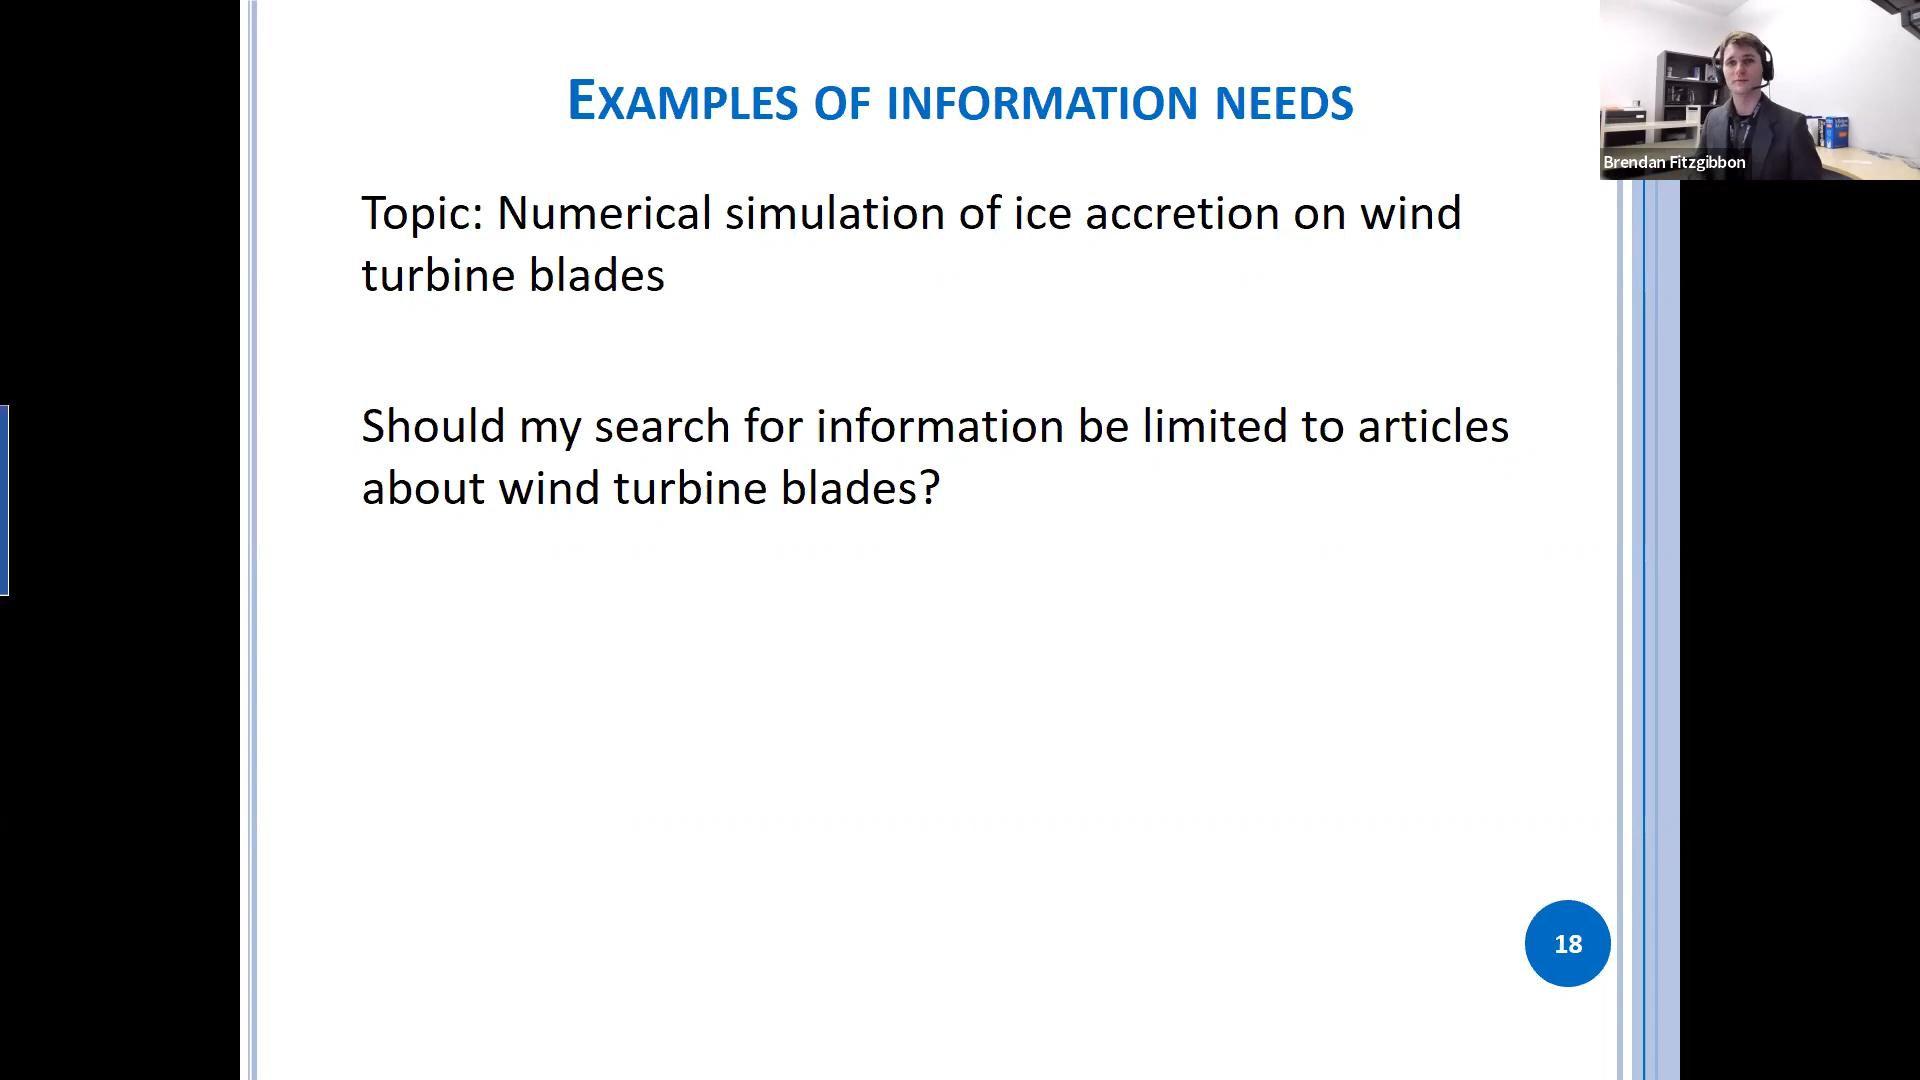 EXAMPLES OF INFORMATION NEEDS
Topic: Numerical simulation of ice accretion on wind
turbine blades
Should my search for information be limited to articles
about wind turbine blades?
18
Brendan Fitzgibbon